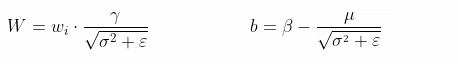 W = w_i · γ / √(σ² + ε)    b = β − μ / √(σ² + ε)